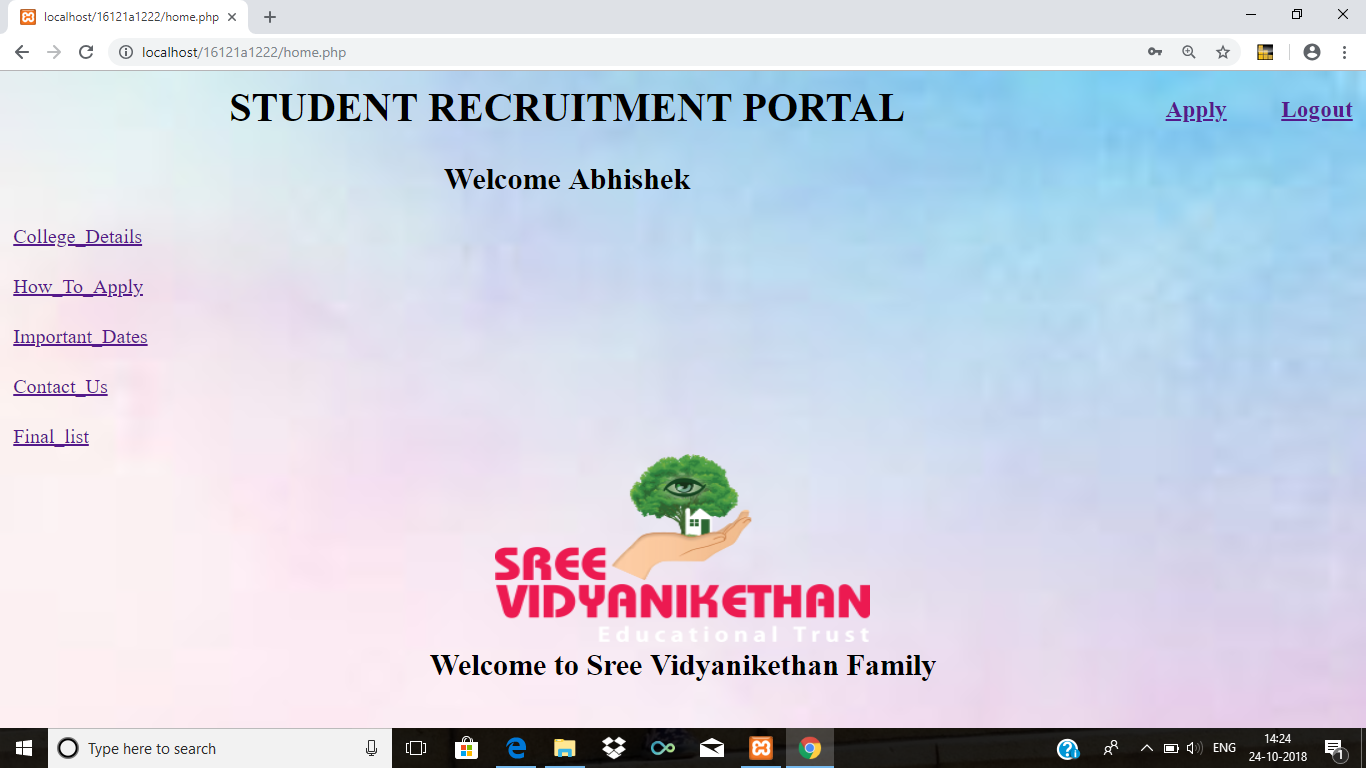 localhost/16121a1222/home.php
localhost/16121a1222/home.php
STUDENT RECRUITMENT PORTAL
Apply
Logout
Welcome Abhishek
College_Details
How_To_Apply
Important_Dates
Contact_Us
Final_list
SREE
VIDYANIKETHAN
Educational Trust
Welcome to Sree Vidyanikethan Family
Type here to search
ENG
14:24
24-10-2018
1